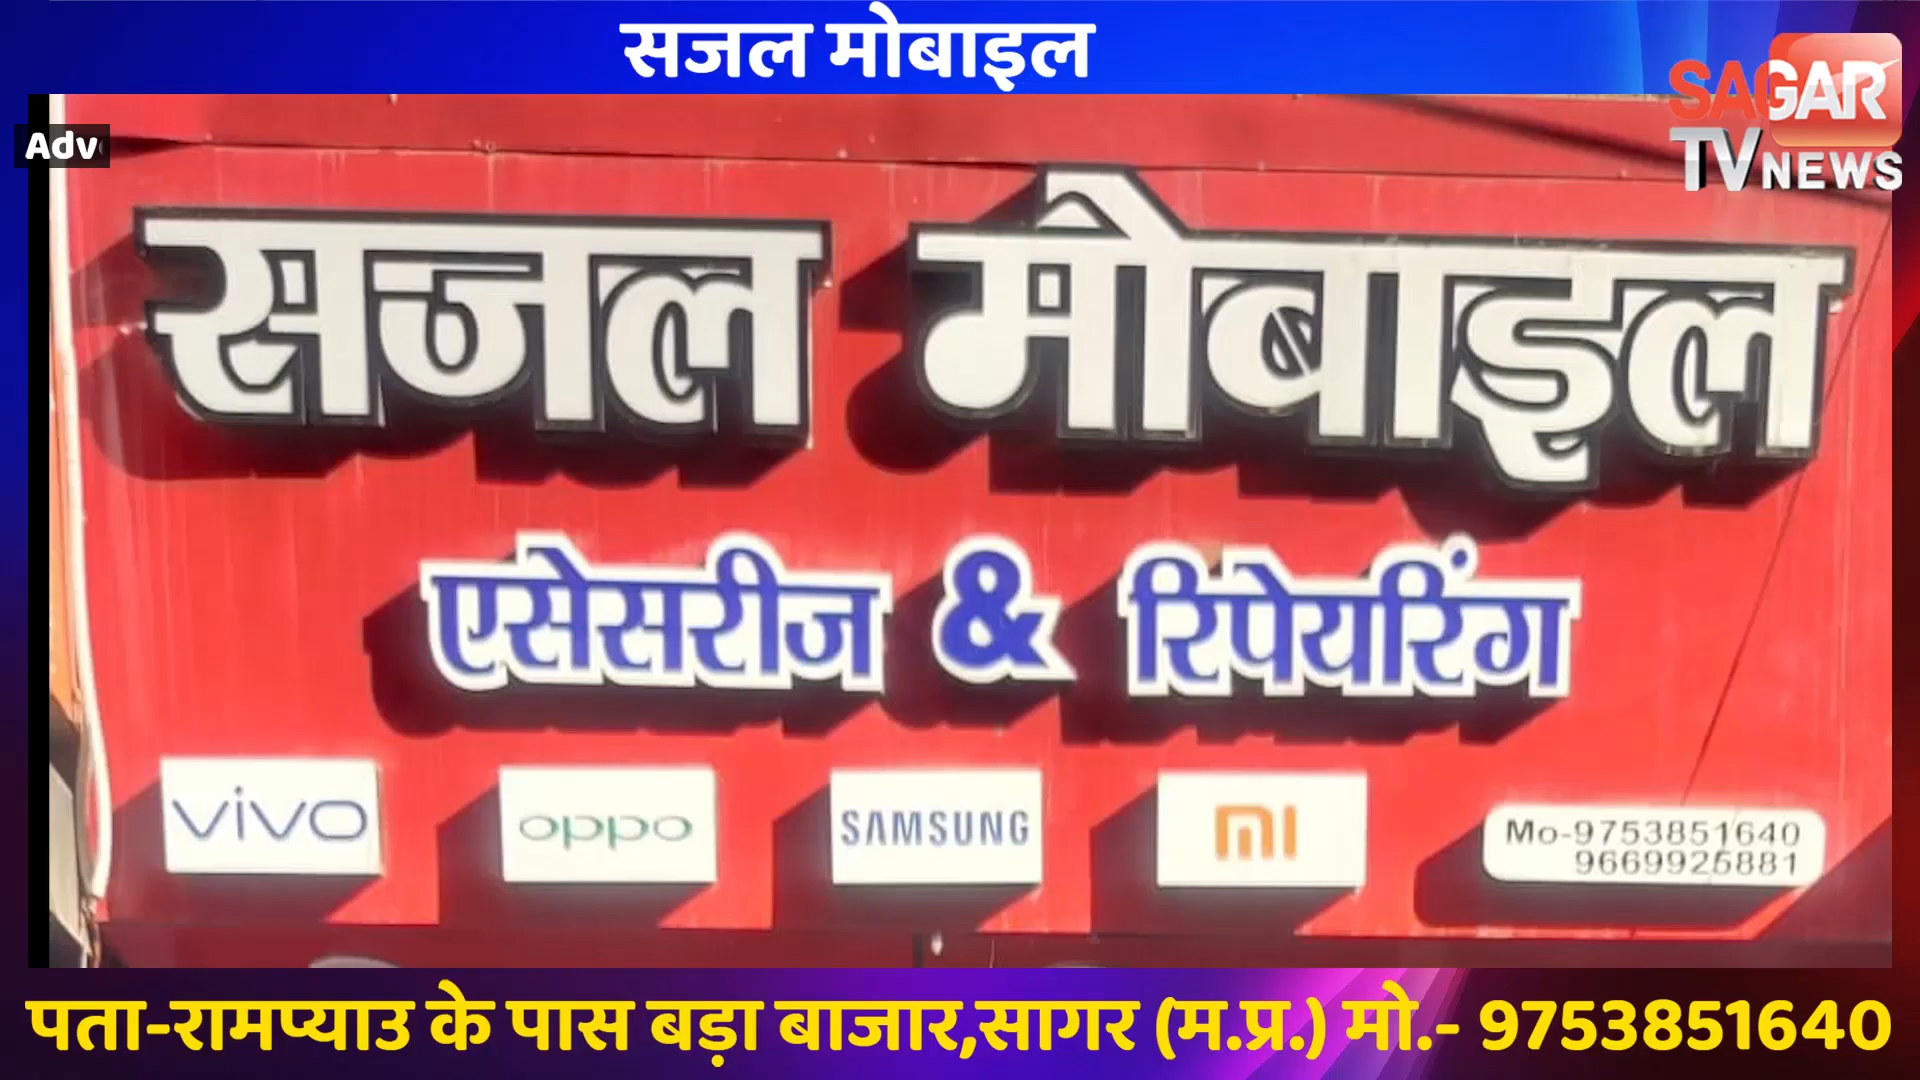 सजल मोबाइल
SAGAR
TV NEWS
Adv
सजल मोबाइल
एसेसरीज & रिपेयरिंग
vivo
oppo
SAMSUNG
mi
Mo-9753851640
9669925881
पता-रामप्याउ के पास बड़ा बाजार,सागर (म.प्र.) मो.- 9753851640